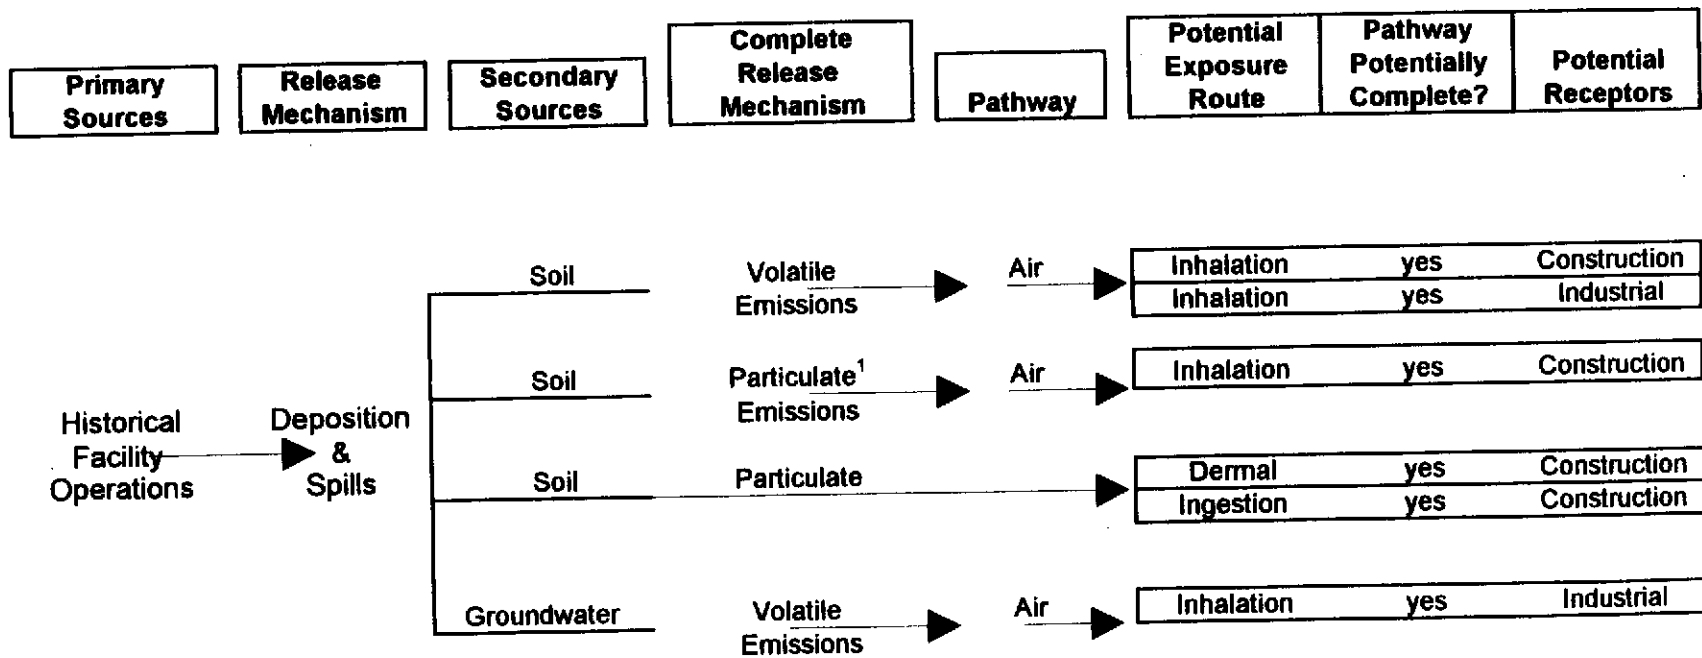 Primary
Sources
Release
Mechanism
Secondary
Sources
Complete
Release
Mechanism
Pathway
Potential
Exposure
Route
Pathway
Potentially
Complete?
Potential
Receptors
Historical
Facility
Operations
Deposition
&
Spills
Soil
Volatile
Emissions
Air
Inhalation yes Construction
Inhalation yes Industrial
Soil
Particulate¹
Emissions
Air
Inhalation yes Construction
Soil
Particulate
Dermal yes Construction
Ingestion yes Construction
Groundwater
Volatile
Emissions
Air
Inhalation yes Industrial